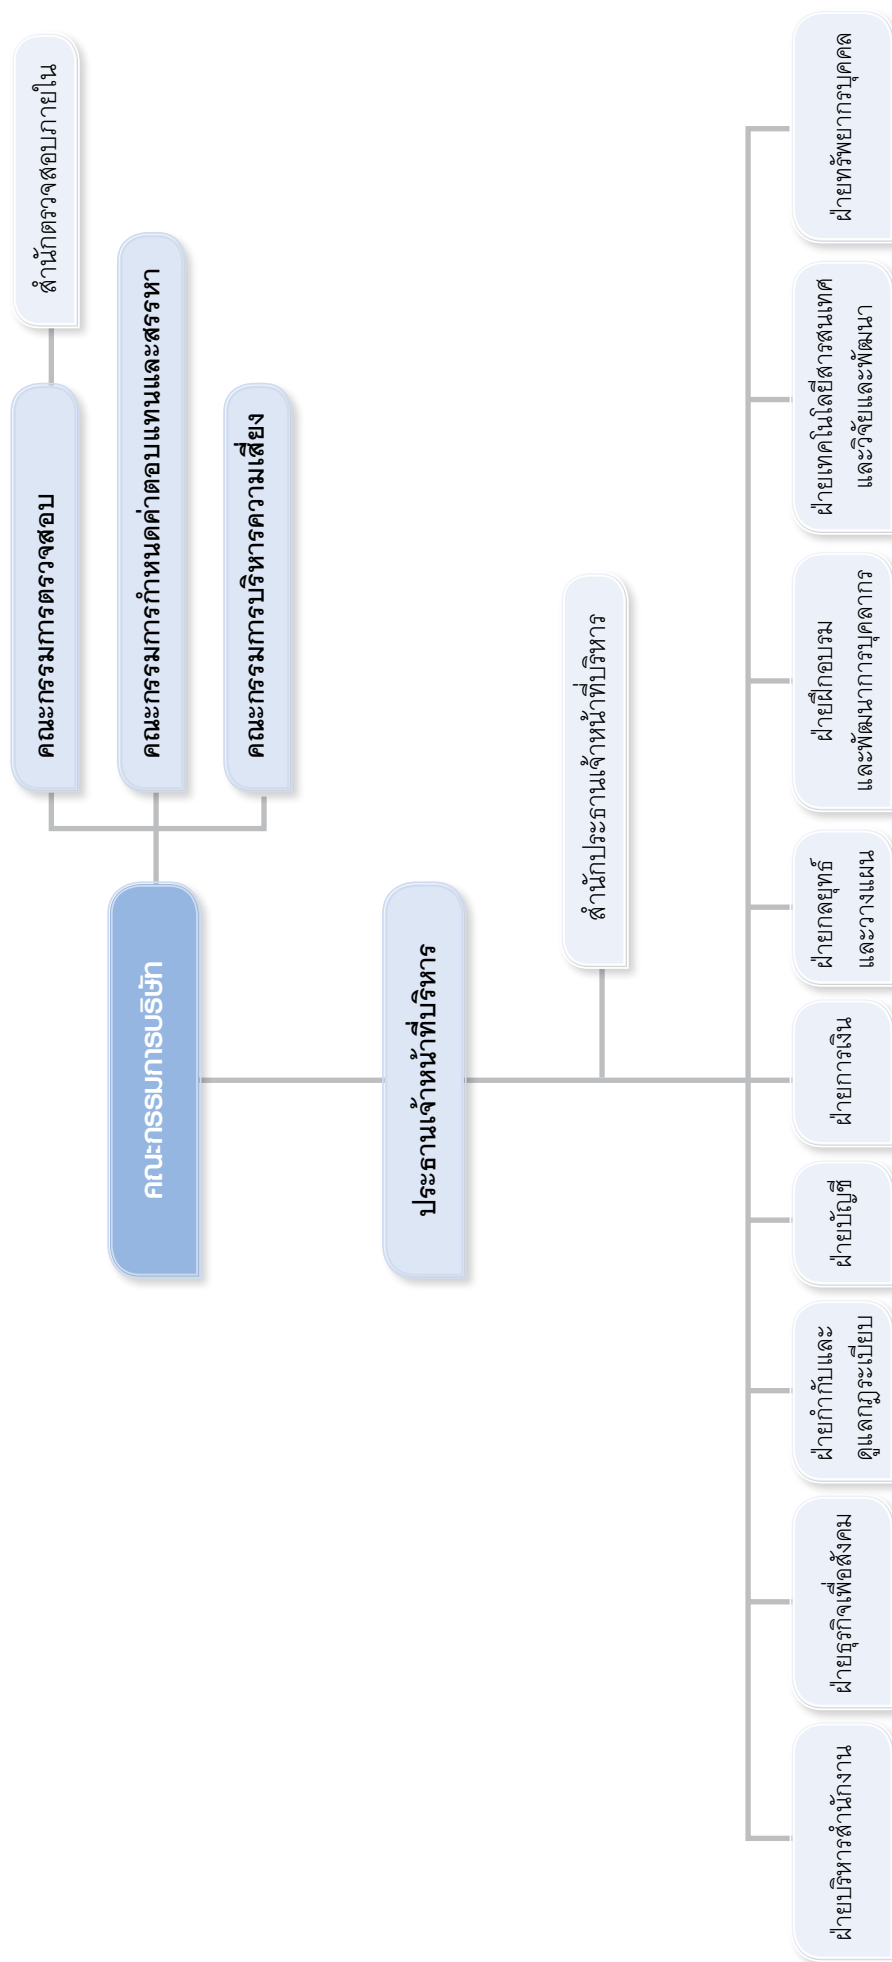 สำนักตรวจสอบภายใน
คณะกรรมการตรวจสอบ
คณะกรรมการกำหนดค่าตอบแทนและสรรหา
คณะกรรมการบริหารความเสี่ยง
คณะกรรมการบริษัท
ประธานเจ้าหน้าที่บริหาร
สำนักประธานเจ้าหน้าที่บริหาร
ฝ่ายบริหารสำนักงาน
ฝ่ายธุรกิจเพื่อสังคม
ฝ่ายกำกับและ
ดูแลกฎระเบียบ
ฝ่ายบัญชี
ฝ่ายการเงิน
ฝ่ายกลยุทธ์
และวางแผน
ฝ่ายฝึกอบรม
และพัฒนาการบุคลากร
ฝ่ายเทคโนโลยีสารสนเทศ
และวิจัยและพัฒนา
ฝ่ายทรัพยากรบุคคล